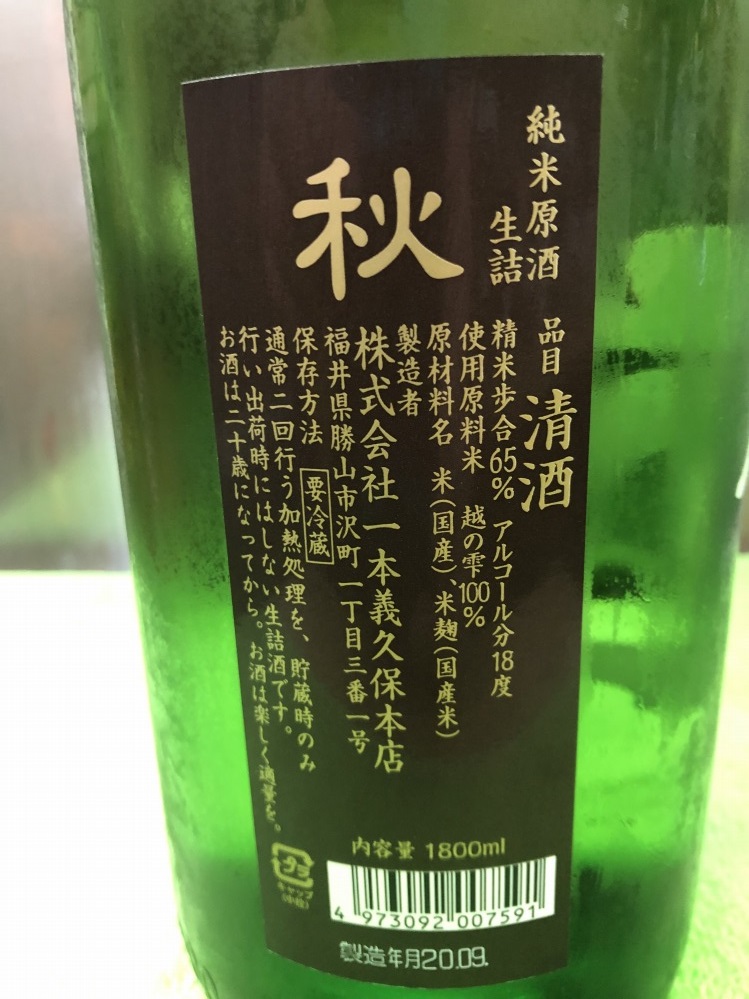 純米原酒
生詰
秋
品目 清酒
精米歩合65% アルコール分18度
使用原料米 越の雫100%
原材料名 米(国産)、米麹(国産米)
製造者
株式会社一本義久保本店
福井県勝山市沢町一丁目三番一号
保存方法 要冷蔵
通常二回行う加熱処理を、貯蔵時のみ
行い出荷時にはしない生詰酒です。
お酒は二十歳になってから。お酒は楽しく適量を。
内容量 1800ml
4 973092 007591
キャップ
製造年月20.09.